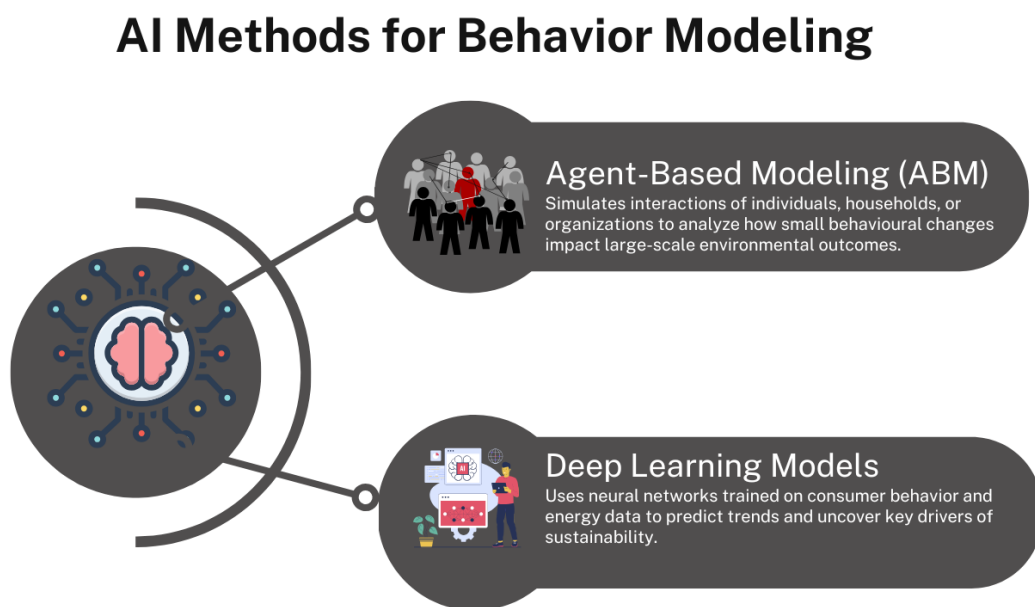 AI Methods for Behavior Modeling
Agent-Based Modeling (ABM)
Simulates interactions of individuals, households, or
organizations to analyze how small behavioural changes
impact large-scale environmental outcomes.
AI
Deep Learning Models
Uses neural networks trained on consumer behavior and
energy data to predict trends and uncover key drivers of
sustainability.